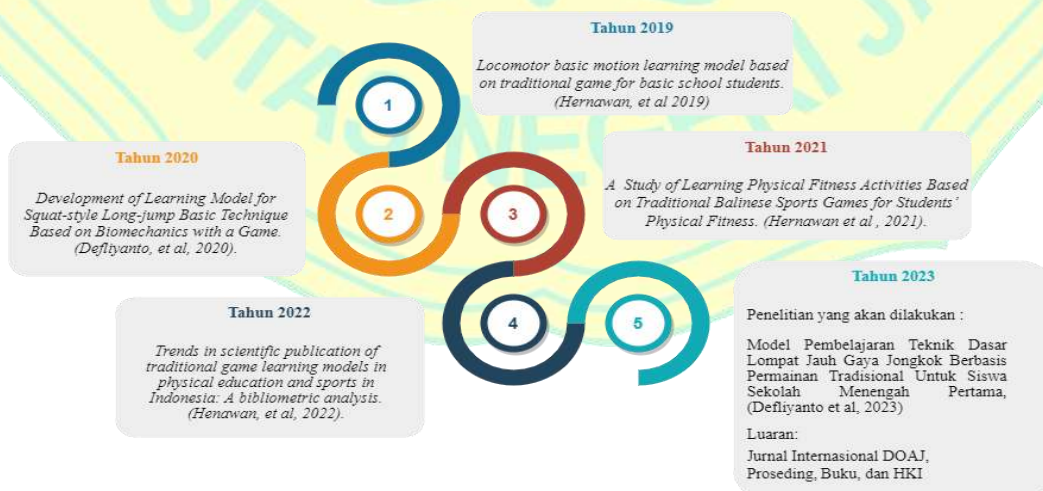 Tahun 2019
Locomotor basic motion learning model based
on traditional game for basic school students.
(Hernawan, et al 2019)
1
Tahun 2020
Development of Learning Model for
Squat-style Long-jump Basic Technique
Based on Biomechanics with a Game.
(Defliyanto, et al, 2020).
2
3
Tahun 2021
A Study of Learning Physical Fitness Activities Based
on Traditional Balinese Sports Games for Students'
Physical Fitness. (Hernawan et al , 2021).
Tahun 2022
Trends in scientific publication of
traditional game learning models in
physical education and sports in
Indonesia: A bibliometric analysis.
(Henawan, et al, 2022).
4
5
Tahun 2023
Penelitian yang akan dilakukan :
Model Pembelajaran Teknik Dasar
Lompat Jauh Gaya Jongkok Berbasis
Permainan Tradisional Untuk Siswa
Sekolah Menengah Pertama,
(Defliyanto et al, 2023)
Luaran:
Jurnal Internasional DOAJ,
Proseding, Buku, dan HKI